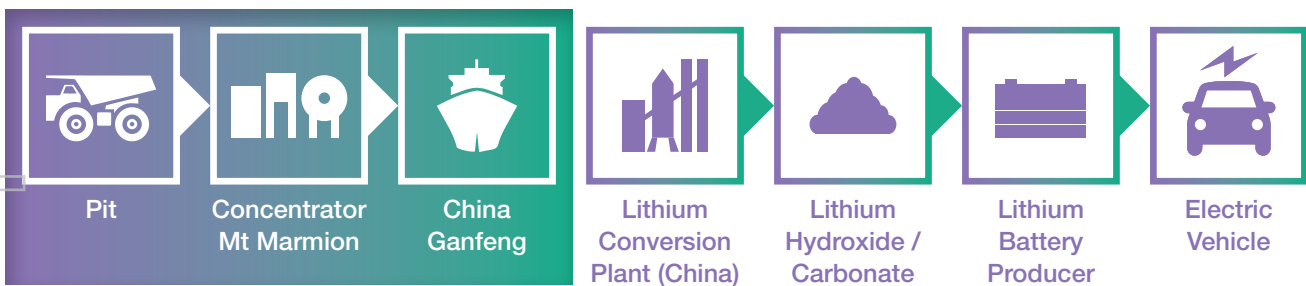 Pit
Concentrator
Mt Marmion
China
Ganfeng
Lithium
Conversion
Plant (China)
Lithium
Hydroxide /
Carbonate
Lithium
Battery
Producer
Electric
Vehicle